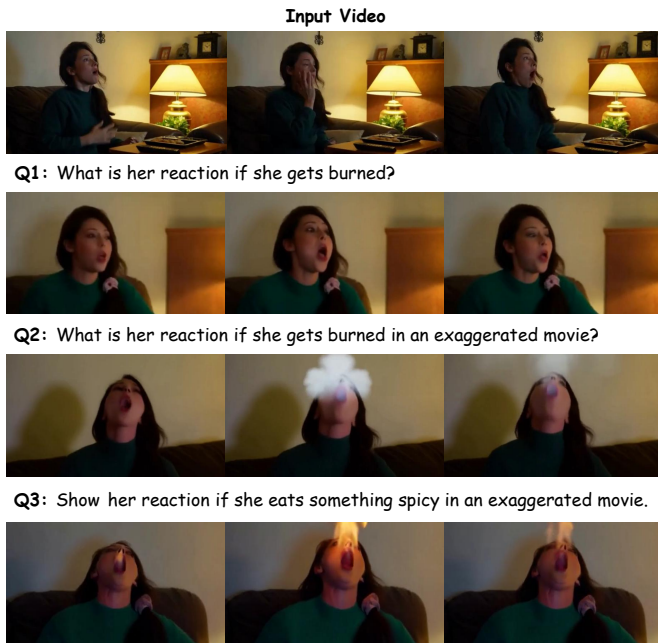 Input Video
Q1: What is her reaction if she gets burned?
Q2: What is her reaction if she gets burned in an exaggerated movie?
Q3: Show her reaction if she eats something spicy in an exaggerated movie.